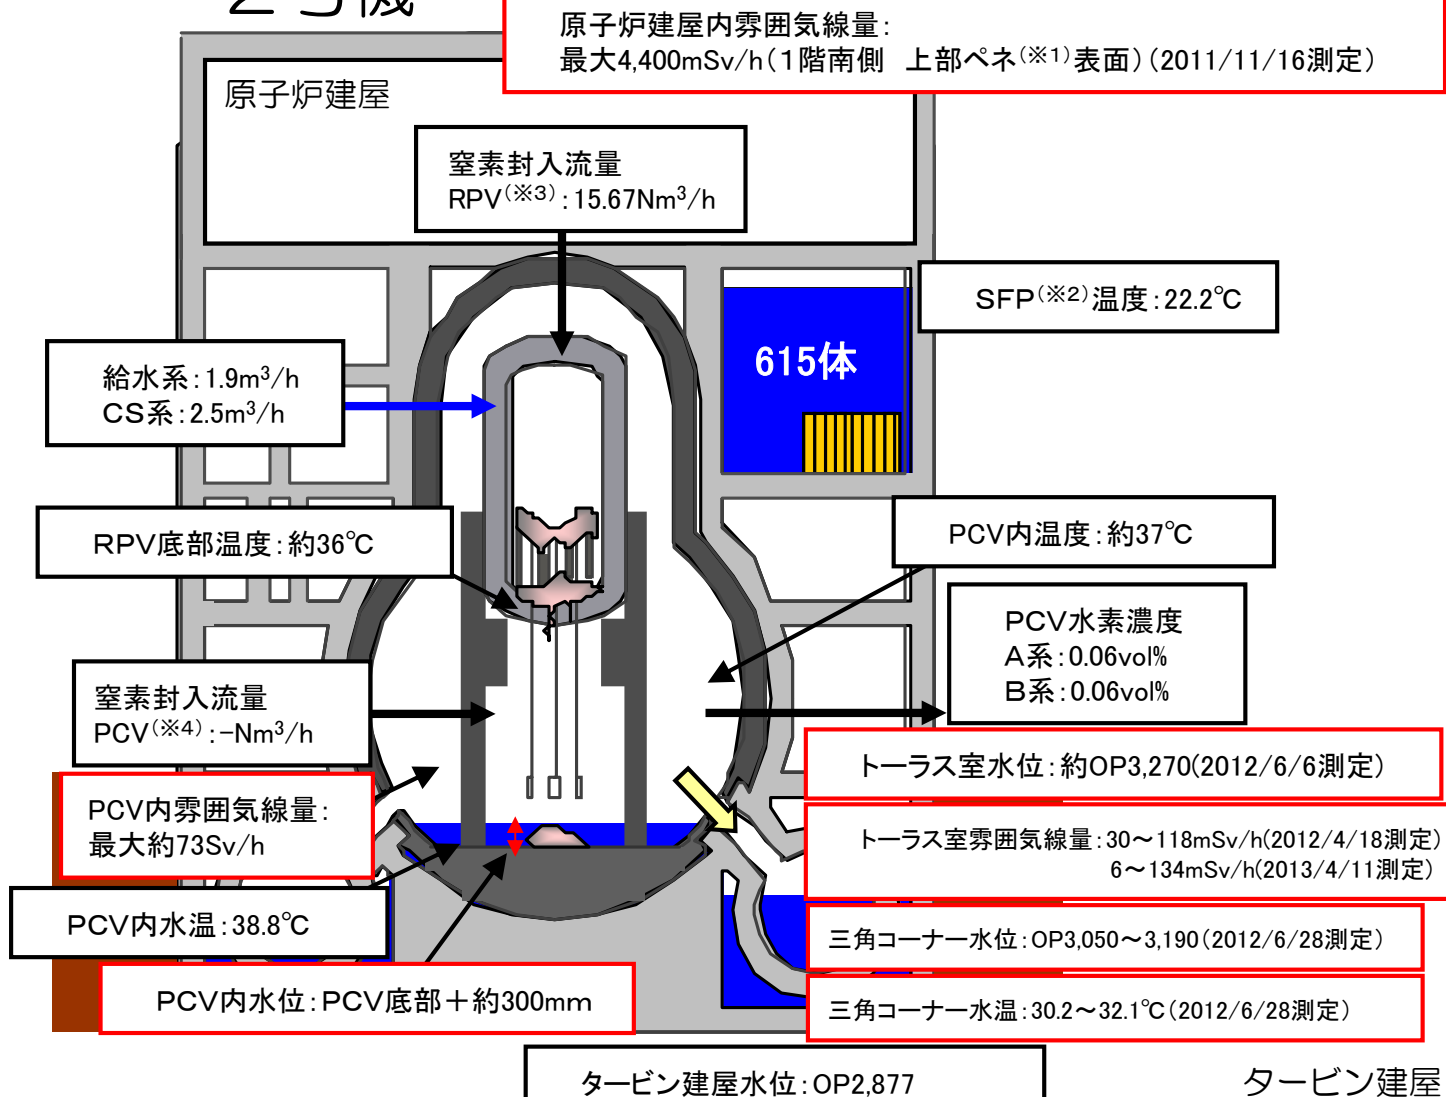 2号機
原子炉建屋内雰囲気線量：
最大4,400mSv/h（1階南側　上部ペネ(※1)表面）（2011/11/16測定）
原子炉建屋
窒素封入流量
RPV(※3)：15.67Nm³/h
SFP(※2)温度：22.2℃
615体
給水系：1.9m³/h
CS系：2.5m³/h
RPV底部温度：約36℃
PCV内温度：約37℃
PCV水素濃度
A系：0.06vol%
B系：0.06vol%
窒素封入流量
PCV(※4)：-Nm³/h
トーラス室水位：約OP3,270(2012/6/6測定)
PCV内雰囲気線量：
最大約73Sv/h
トーラス室雰囲気線量：30～118mSv/h(2012/4/18測定)
6～134mSv/h(2013/4/11測定)
PCV内水温：38.8℃
三角コーナー水位：OP3,050～3,190(2012/6/28測定)
PCV内水位：PCV底部＋約300mm
三角コーナー水温：30.2～32.1℃（2012/6/28測定）
タービン建屋水位：OP2,877
タービン建屋